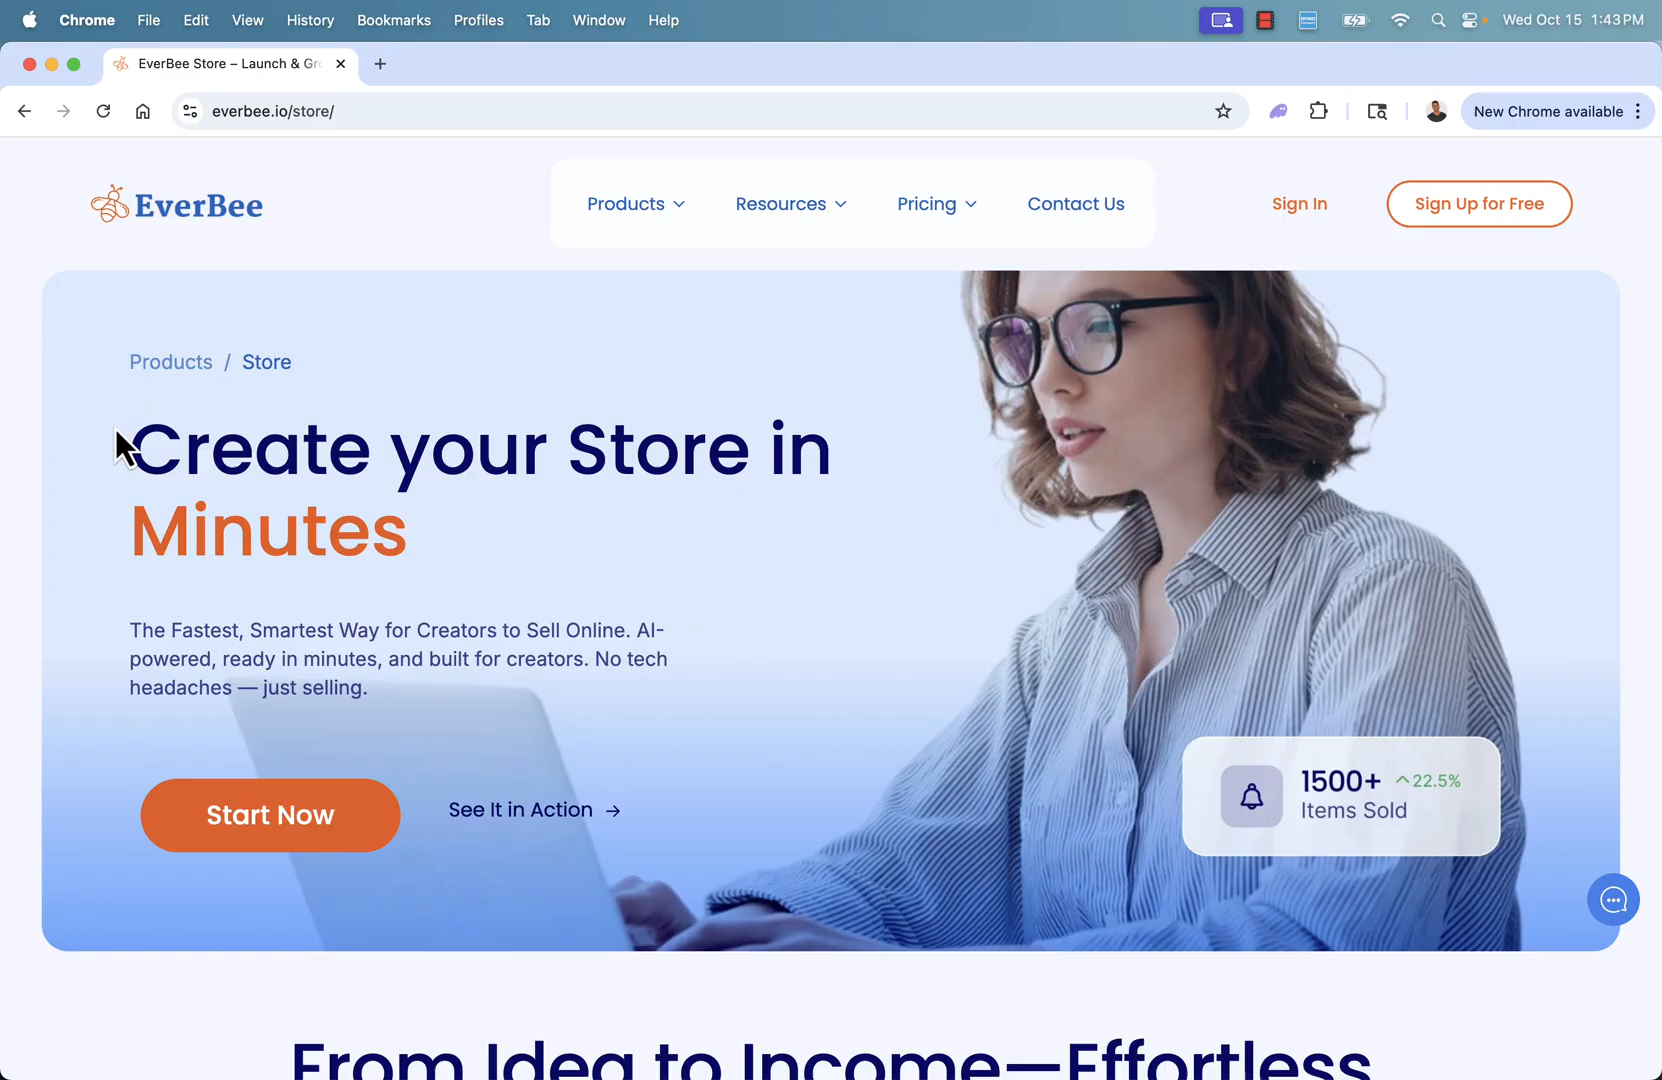 Chrome File Edit View History Bookmarks Profiles Tab Window Help Wed Oct 15 1:43 PM
EverBee Store – Launch & Gr
everbee.io/store/ New Chrome available
EverBee Products Resources Pricing Contact Us Sign In Sign Up for Free
Products / Store
Create your Store in
Minutes
The Fastest, Smartest Way for Creators to Sell Online. AI-
powered, ready in minutes, and built for creators. No tech
headaches — just selling.
Start Now See It in Action →
1500+ 22.5%
Items Sold
From Idea to Income—Effortless